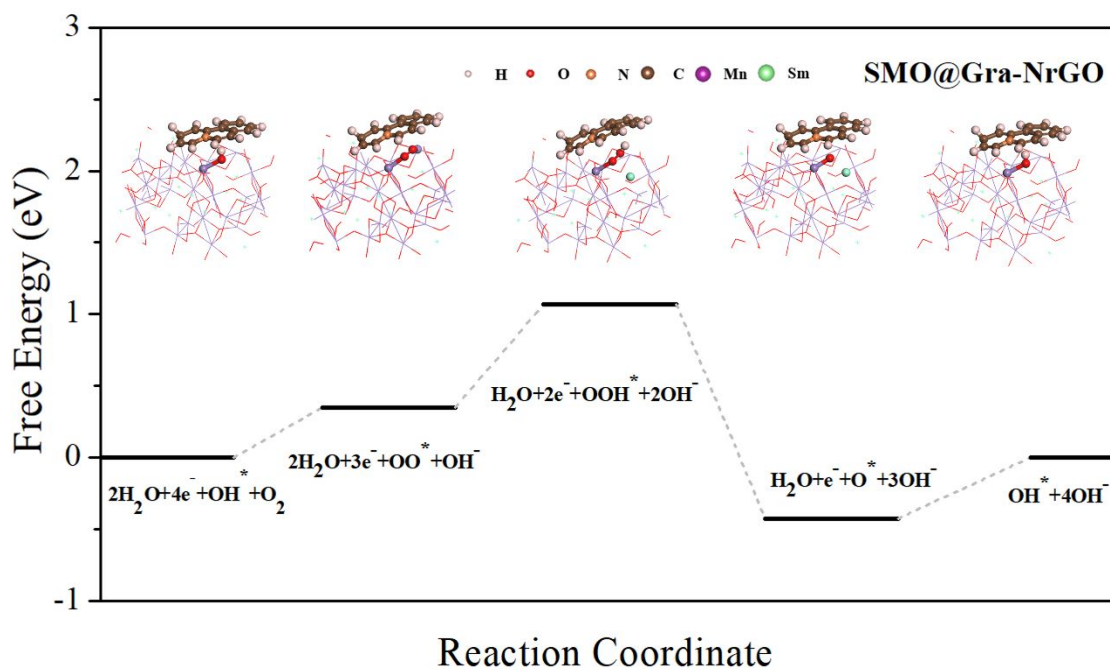 3
2
1
0
-1
Free Energy (eV)
H O N C Mn Sm
SMO@Gra-NrGO
2H₂O+4e⁻+OH*+O₂
2H₂O+3e⁻+OO*+OH⁻
H₂O+2e⁻+OOH*+2OH⁻
H₂O+e⁻+O*+3OH⁻
OH*+4OH⁻
Reaction Coordinate